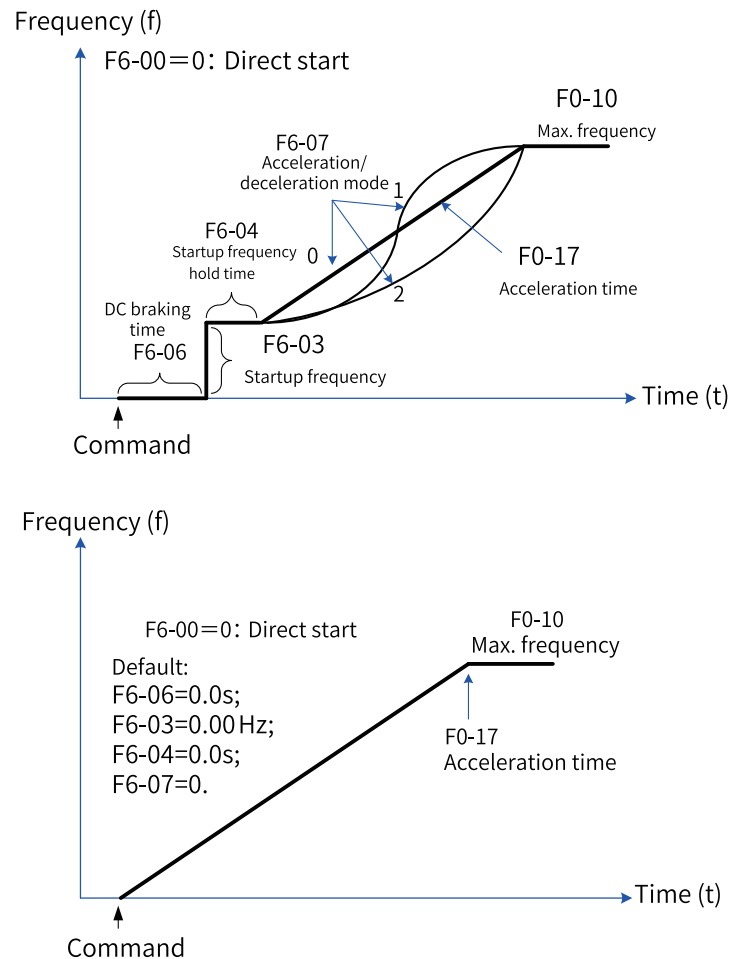 Frequency (f)
F6-00＝0：Direct start
F0-10
Max. frequency
F6-07
Acceleration/
deceleration mode
1
F6-04
Startup frequency
hold time
0
F0-17
Acceleration time
2
DC braking
time
F6-06
F6-03
Startup frequency
Time (t)
Command
Frequency (f)
F6-00＝0：Direct start
F0-10
Max. frequency
Default:
F6-06=0.0s;
F6-03=0.00Hz;
F6-04=0.0s;
F6-07=0.
F0-17
Acceleration time
Time (t)
Command